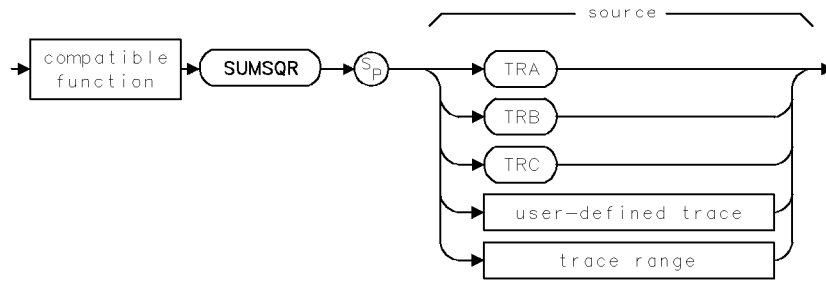 source
compatible
function
SUMSQR
SP
TRA
TRB
TRC
user-defined trace
trace range